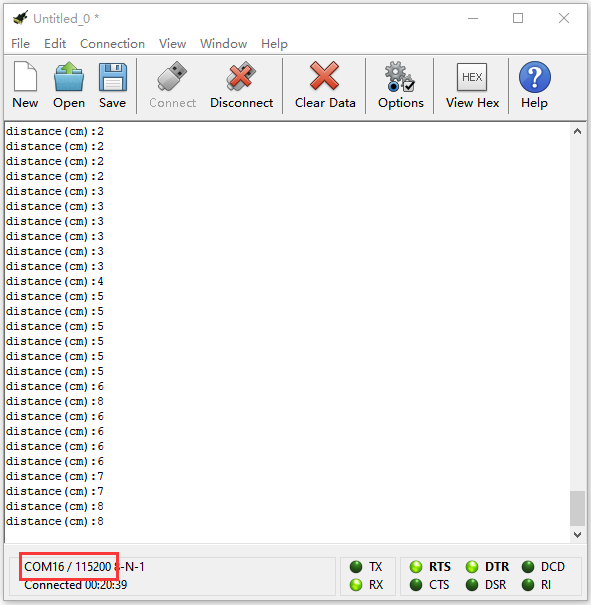 Untitled_0 *
File Edit Connection View Window Help
HEX
New Open Save Connect Disconnect Clear Data Options View Hex Help
distance(cm):2
distance(cm):2
distance(cm):2
distance(cm):2
distance(cm):3
distance(cm):3
distance(cm):3
distance(cm):3
distance(cm):3
distance(cm):3
distance(cm):4
distance(cm):5
distance(cm):5
distance(cm):5
distance(cm):5
distance(cm):5
distance(cm):5
distance(cm):6
distance(cm):8
distance(cm):6
distance(cm):6
distance(cm):6
distance(cm):6
distance(cm):7
distance(cm):7
distance(cm):8
distance(cm):8
COM16 / 115200 8-N-1 TX RTS DTR DCD
Connected 00:20:39 RX CTS DSR RI